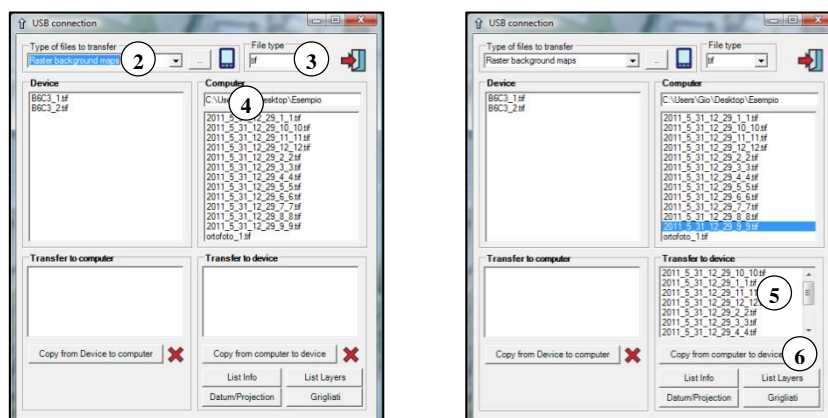 USB connection
Type of files to transfer
Raster background maps
..
2
File type
tif
3
Device
B6C3_1.tif
B6C3_2.tif
Computer
C:\Use
esktop\Esempio
4
2011_5_31_12_29_1_1.tif
2011_5_31_12_29_10_10.tif
2011_5_31_12_29_11_11.tif
2011_5_31_12_29_12_12.tif
2011_5_31_12_29_2_2.tif
2011_5_31_12_29_3_3.tif
2011_5_31_12_29_4_4.tif
2011_5_31_12_29_5_5.tif
2011_5_31_12_29_6_6.tif
2011_5_31_12_29_7_7.tif
2011_5_31_12_29_8_8.tif
2011_5_31_12_29_9_9.tif
ortofoto_1.tif
Transfer to computer
Transfer to device
Copy from Device to computer
Copy from computer to device
List Info
List Layers
Datum/Projection
Grigliati
USB connection
Type of files to transfer
Raster background maps
..
File type
tif
Device
B6C3_1.tif
B6C3_2.tif
Computer
C:\Users\Gio\Desktop\Esempio
2011_5_31_12_29_1_1.tif
2011_5_31_12_29_10_10.tif
2011_5_31_12_29_11_11.tif
2011_5_31_12_29_12_12.tif
2011_5_31_12_29_2_2.tif
2011_5_31_12_29_3_3.tif
2011_5_31_12_29_4_4.tif
2011_5_31_12_29_5_5.tif
2011_5_31_12_29_6_6.tif
2011_5_31_12_29_7_7.tif
2011_5_31_12_29_8_8.tif
2011_5_31_12_29_9_9.tif
ortofoto_1.tif
Transfer to computer
Transfer to device
2011_5_31_12_29_10_10.tif
2011_5_31_12_29_1_1.tif
2011_5_31_12_29_11_11
2011_5_31_12_29_12_12
2011_5_31_12_29_2_2.tif
2011_5_31_12_29_3_3.tif
2011_5_31_12_29_4_4.tif
5
Copy from Device to computer
Copy from computer to device
6
List Info
List Layers
Datum/Projection
Grigliati